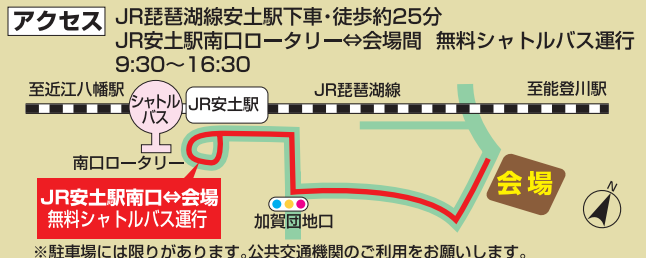 アクセス
JR琵琶湖線安土駅下車・徒歩約25分
JR安土駅南口ロータリー⇔会場間 無料シャトルバス運行
9:30～16:30
至近江八幡駅
シャトル
バス
JR安土駅
JR琵琶湖線
至能登川駅
南口ロータリー
JR安土駅南口⇔会場
無料シャトルバス運行
加賀団地口
会場
N
※駐車場には限りがあります。公共交通機関のご利用をお願いします。